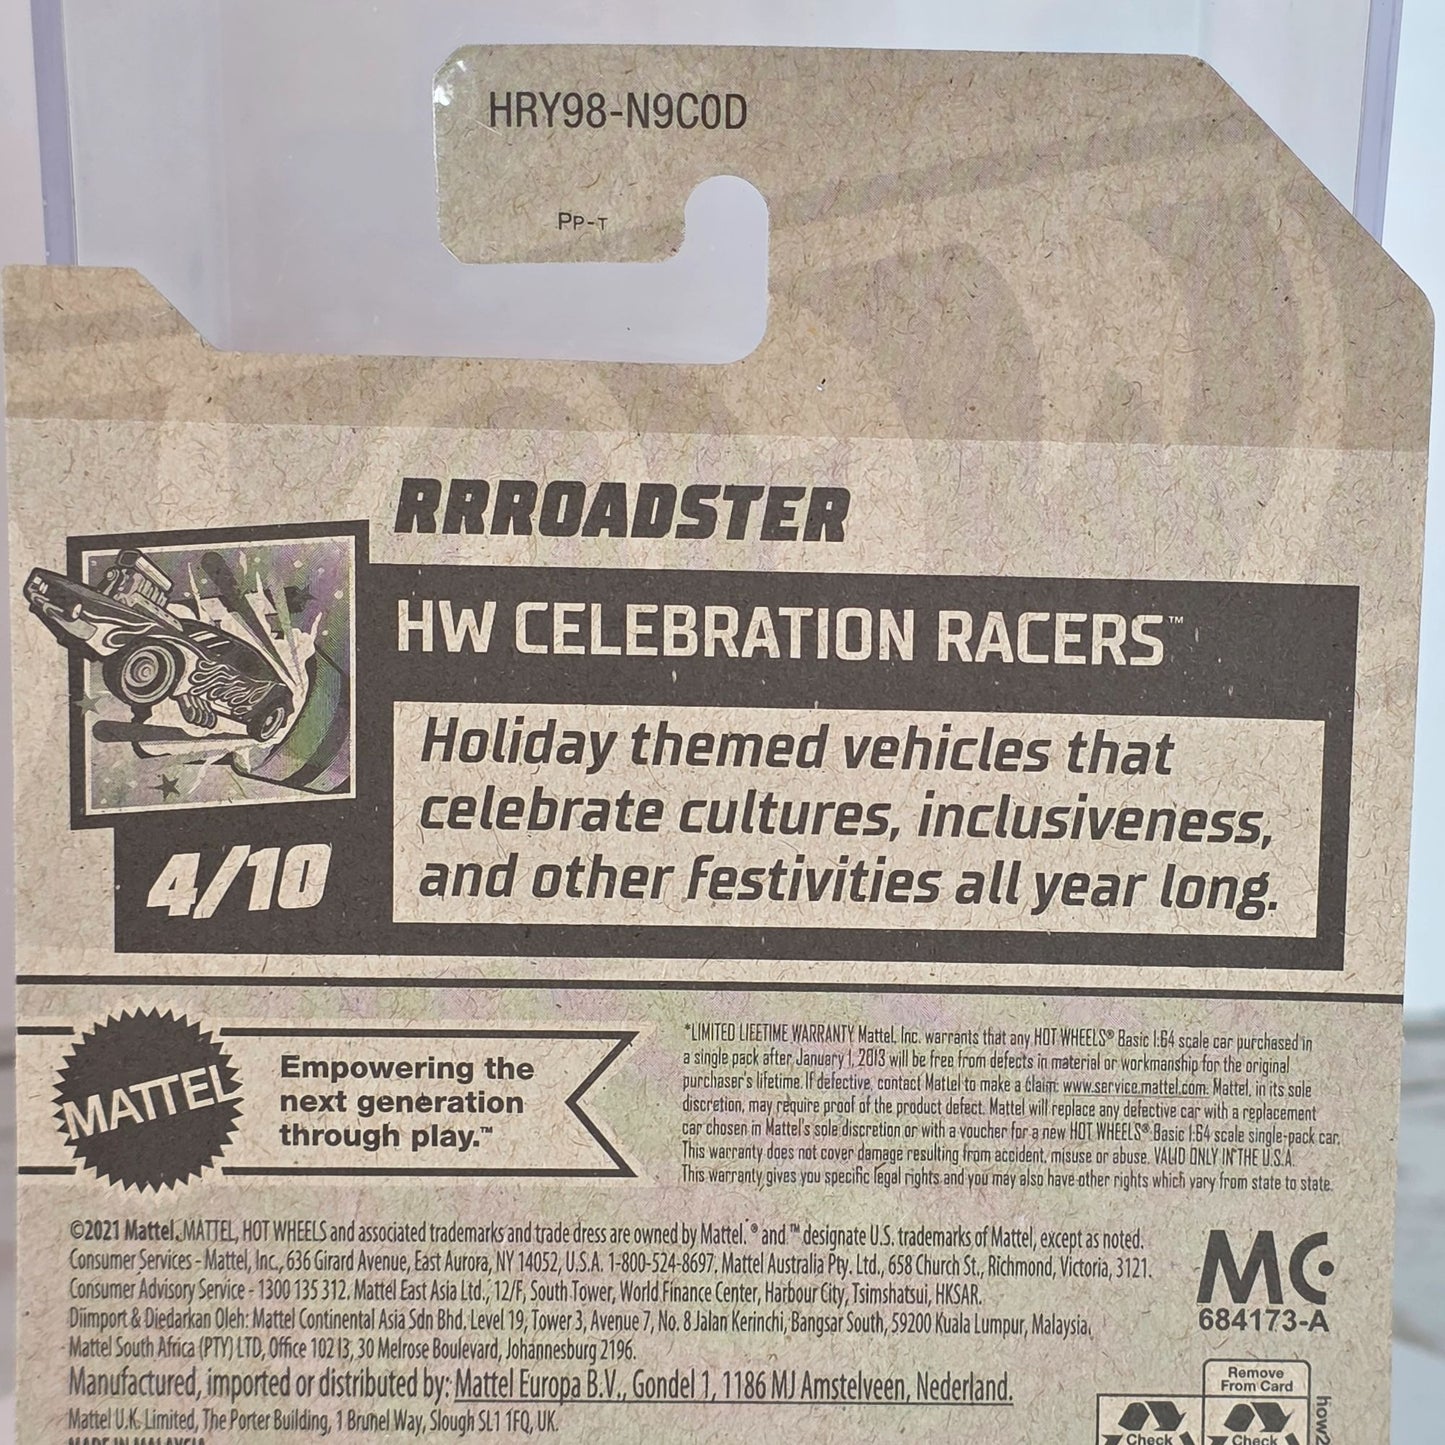 HRY98-N9C0D
PP-T
RRROADSTER
HW CELEBRATION RACERS™
Holiday themed vehicles that
celebrate cultures, inclusiveness,
and other festivities all year long.
4/10
MATTEL
Empowering the
next generation
through play.™
*LIMITED LIFETIME WARRANTY Mattel, Inc. warrants that any HOT WHEELS® Basic 1:64 scale car purchased in
a single pack after January 1, 2013 will be free from defects in material or workmanship for the original
purchaser's lifetime. If defective, contact Mattel to make a claim: www.service.mattel.com. Mattel, in its sole
discretion, may require proof of the product defect. Mattel will replace any defective car with a replacement
car chosen in Mattel's sole discretion or with a voucher for a new HOT WHEELS® Basic 1:64 scale single-pack car.
This warranty does not cover damage resulting from accident, misuse or abuse. VALID ONLY IN THE U.S.A.
This warranty gives you specific legal rights and you may also have other rights which vary from state to state.
©2021 Mattel. MATTEL, HOT WHEELS and associated trademarks and trade dress are owned by Mattel. ® and ™ designate U.S. trademarks of Mattel, except as noted.
Consumer Services - Mattel, Inc., 636 Girard Avenue, East Aurora, NY 14052, U.S.A. 1-800-524-8697. Mattel Australia Pty. Ltd., 658 Church St., Richmond, Victoria, 3121.
Consumer Advisory Service - 1300 135 312. Mattel East Asia Ltd., 12/F, South Tower, World Finance Center, Harbour City, Tsimshatsui, HKSAR.
Diimport & Diedarkan Oleh: Mattel Continental Asia Sdn Bhd, Level 19, Tower 3, Avenue 7, No. 8 Jalan Kerinchi, Bangsar South, 59200 Kuala Lumpur, Malaysia.
Mattel South Africa (PTY) LTD, Office 102 I3, 30 Melrose Boulevard, Johannesburg 2196.
Manufactured, imported or distributed by: Mattel Europa B.V., Gondel 1, 1186 MJ Amstelveen, Nederland.
Mattel U.K. Limited, The Porter Building, 1 Brunel Way, Slough SL1 1FQ, UK.
MADE IN MALAYSIA
MC
684173-A
Remove
From Card
how2
Check
Check